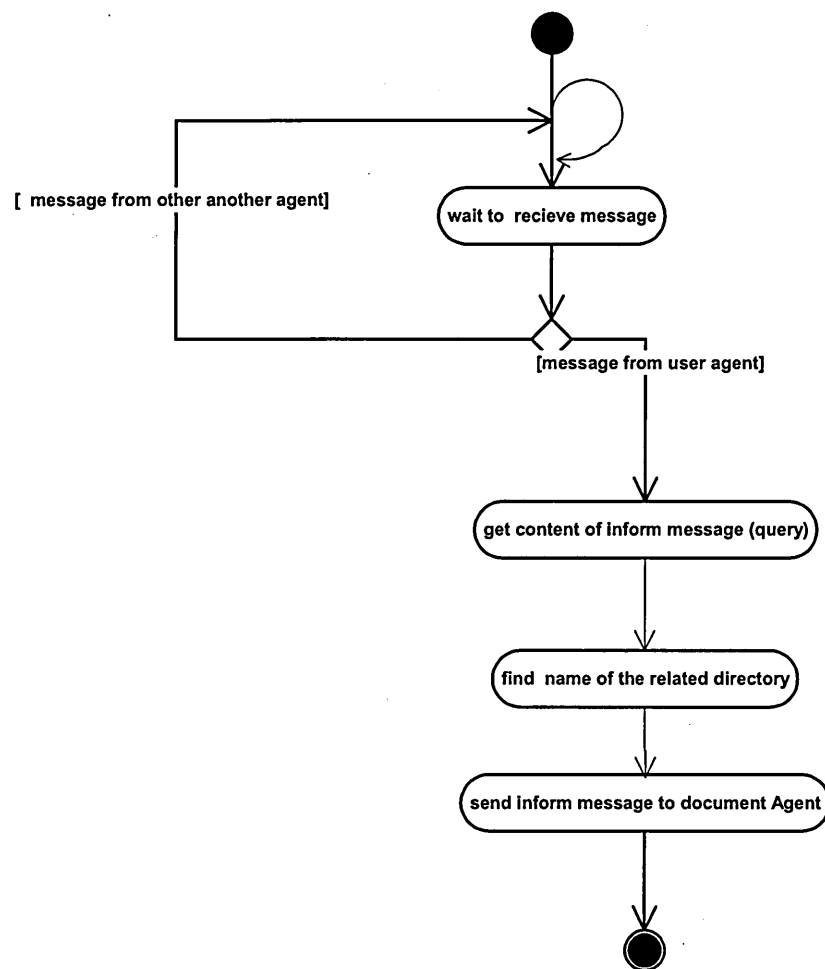 [ message from other another agent]
wait to recieve message
[message from user agent]
get content of inform message (query)
find name of the related directory
send inform message to document Agent